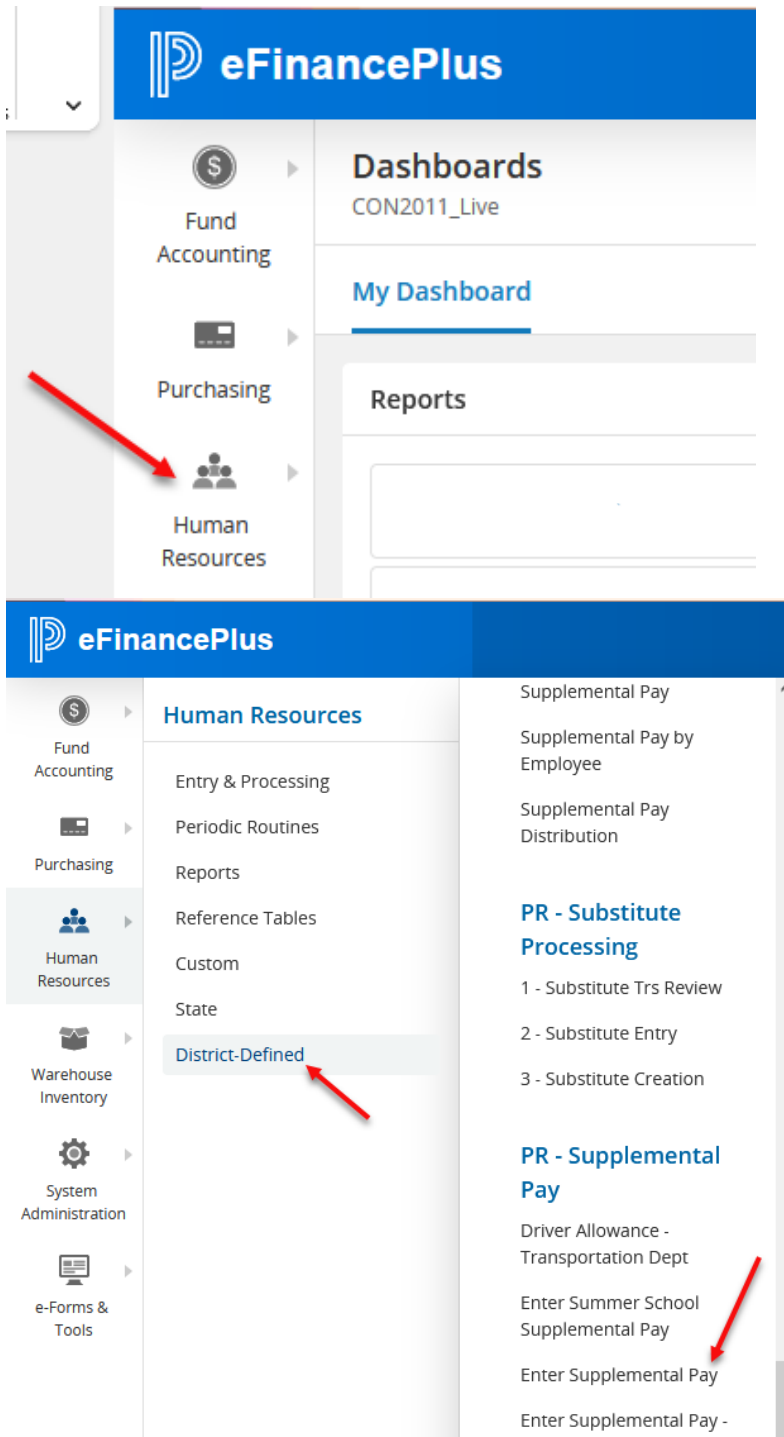 eFinancePlus
Dashboards
CON2011_Live
Fund
Accounting
My Dashboard
Purchasing
Reports
Human
Resources
eFinancePlus
Fund
Accounting
Purchasing
Human
Resources
Warehouse
Inventory
System
Administration
e-Forms &
Tools
Human Resources
Entry & Processing
Periodic Routines
Reports
Reference Tables
Custom
State
District-Defined
Supplemental Pay
Supplemental Pay by
Employee
Supplemental Pay
Distribution
PR - Substitute
Processing
1 - Substitute Trs Review
2 - Substitute Entry
3 - Substitute Creation
PR - Supplemental
Pay
Driver Allowance -
Transportation Dept
Enter Summer School
Supplemental Pay
Enter Supplemental Pay
Enter Supplemental Pay -